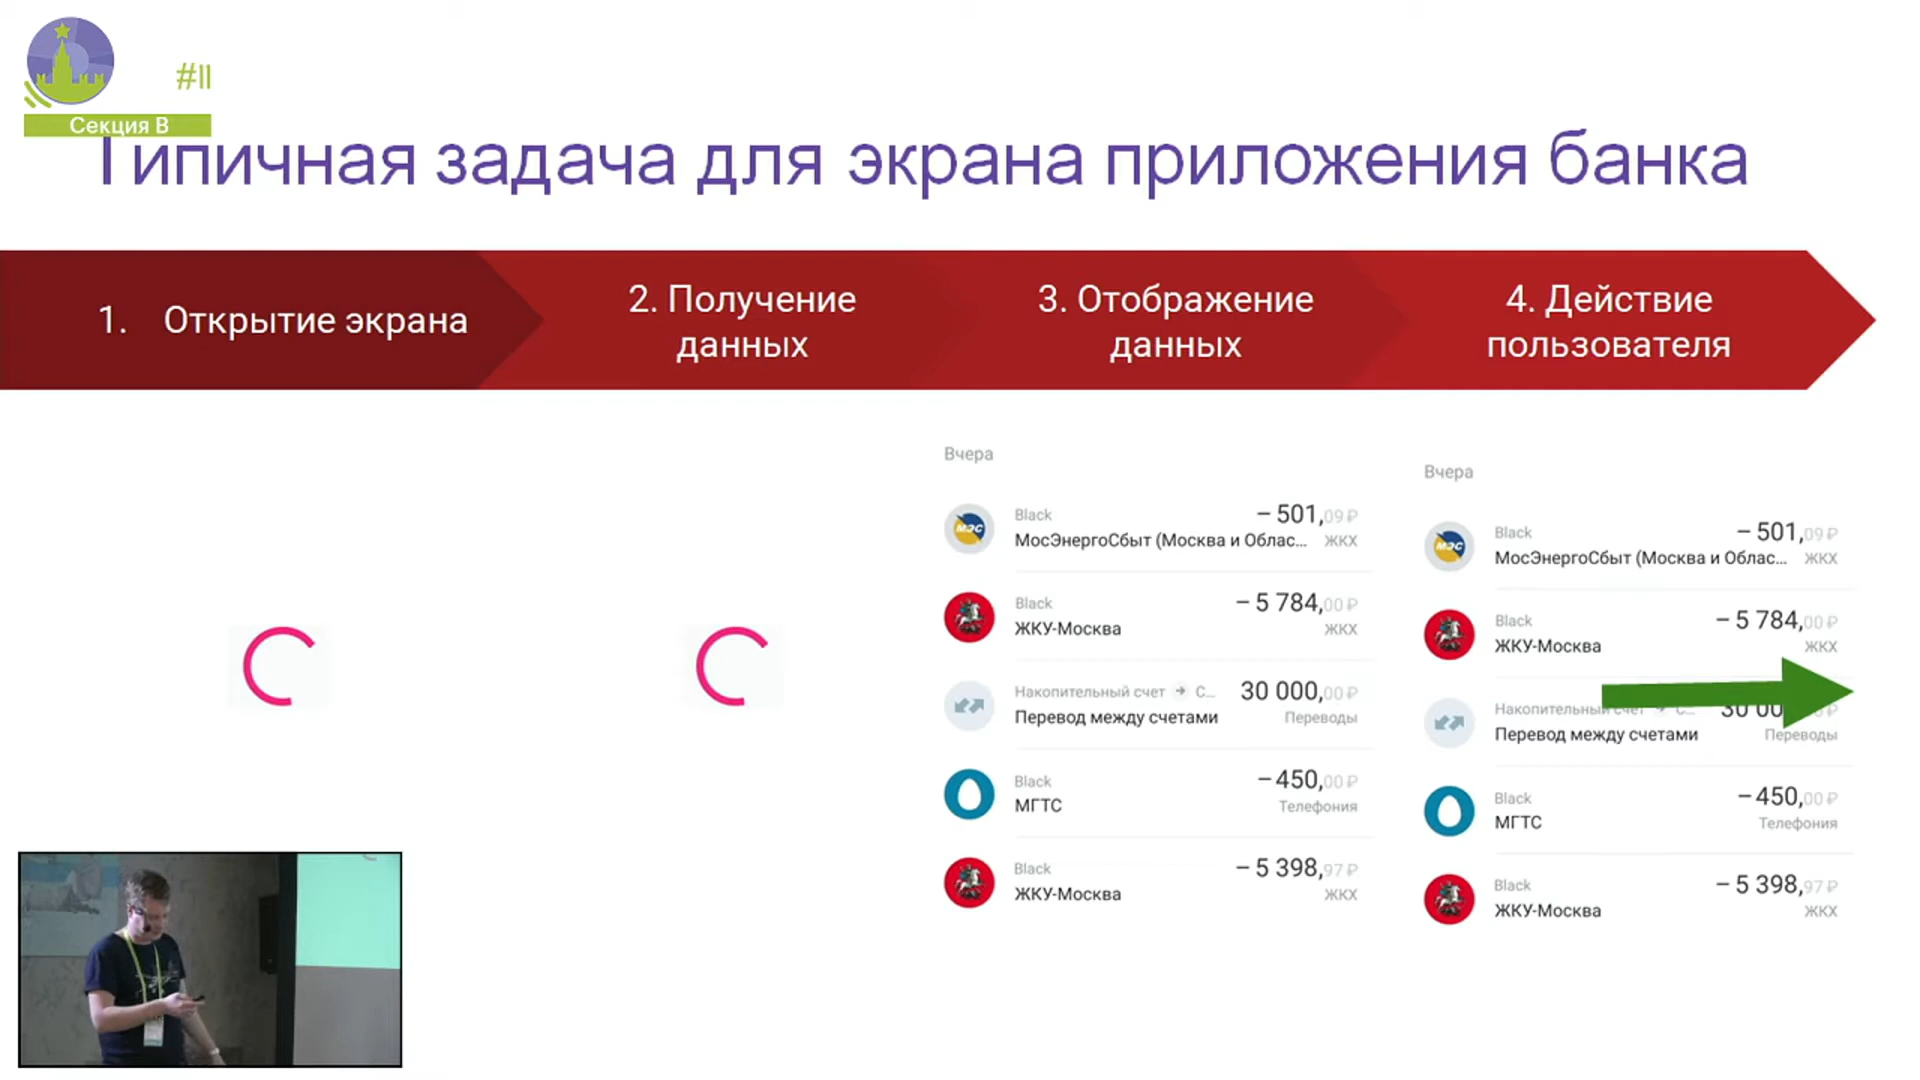 #11
Секция B
Типичная задача для экрана приложения банка
1. Открытие экрана
2. Получение
данных
3. Отображение
данных
4. Действие
пользователя
Вчера
Black
– 501,09 ₽
МосЭнергоСбыт (Москва и Облас...
ЖКХ
Black
– 5 784,00 ₽
ЖКУ-Москва
ЖКХ
Накопительный счет → С...
30 000,00 ₽
Перевод между счетами
Переводы
Black
– 450,00 ₽
МГТС
Телефония
Black
– 5 398,97 ₽
ЖКУ-Москва
ЖКХ
Вчера
Black
– 501,09 ₽
МосЭнергоСбыт (Москва и Облас...
ЖКХ
Black
– 5 784,00 ₽
ЖКУ-Москва
ЖКХ
Накопительный счет
Перевод между счетами
Переводы
Black
– 450,00 ₽
МГТС
Телефония
Black
– 5 398,97 ₽
ЖКУ-Москва
ЖКХ